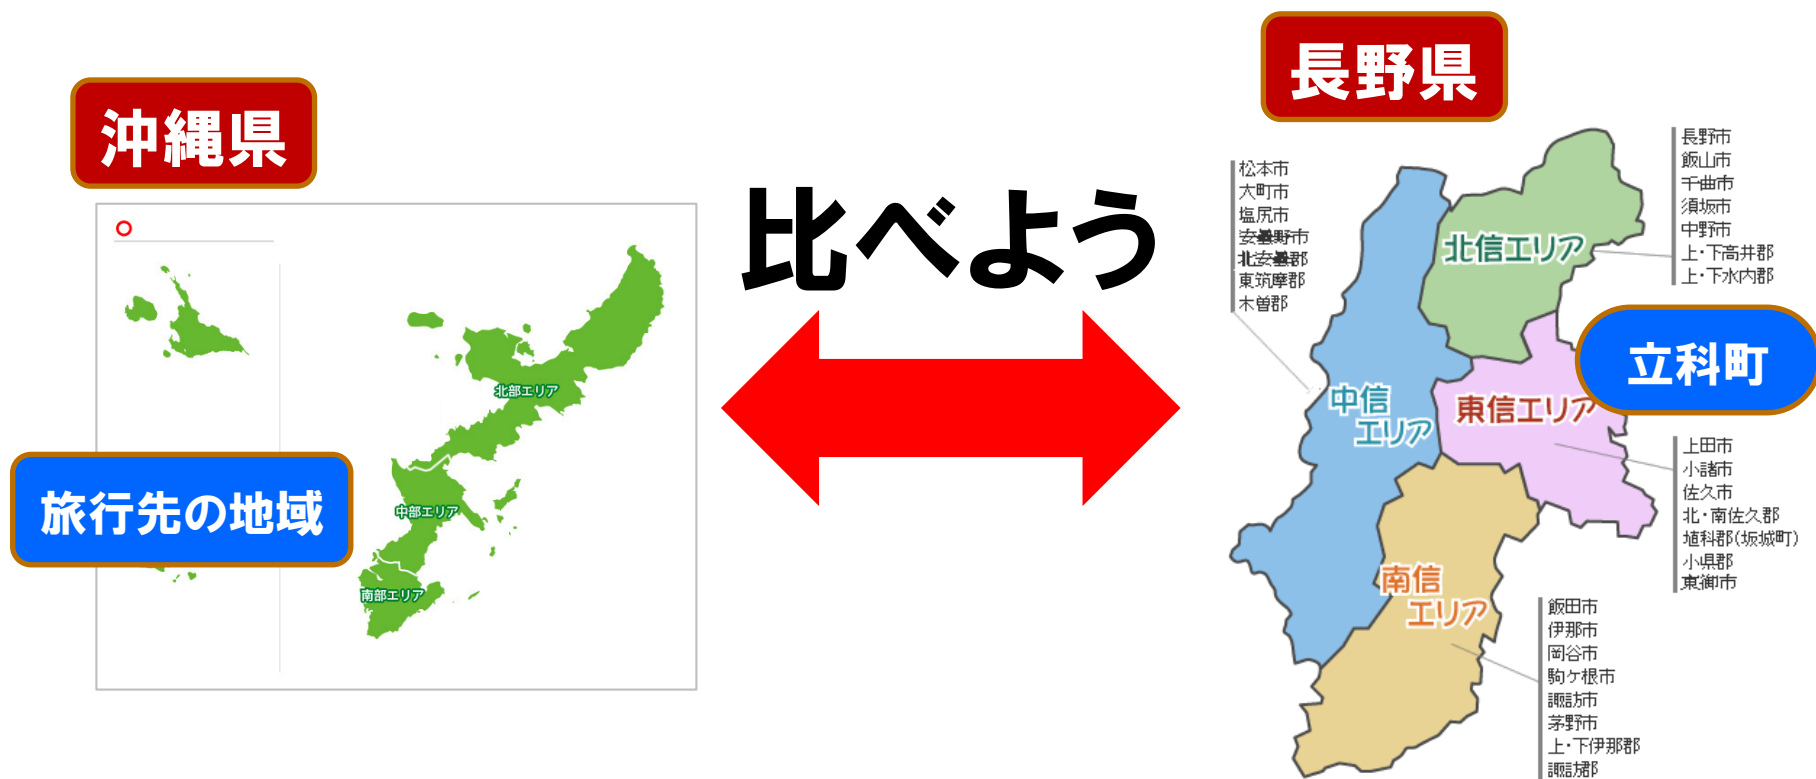 沖縄県
北部エリア
中部エリア
南部エリア
旅行先の地域
比べよう
長野県
松本市
大町市
塩尻市
安曇野市
北安曇郡
東筑摩郡
木曽郡
長野市
飯山市
千曲市
須坂市
中野市
上・下高井郡
上・下水内郡
北信エリア
立科町
中信
エリア
東信エリア
上田市
小諸市
佐久市
北・南佐久郡
埴科郡(坂城町)
小県郡
東御市
南信
エリア
飯田市
伊那市
岡谷市
駒ケ根市
諏訪市
茅野市
上・下伊那郡
諏訪郡